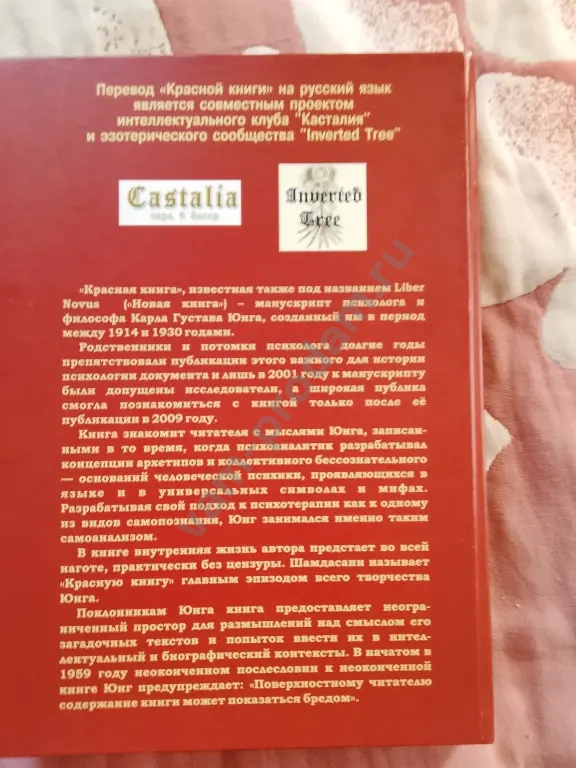 Перевод «Красной книги» на русский язык
является совместным проектом
интеллектуального клуба "Касталия"
и эзотерического сообщества "Inverted Tree"
Castalia
Inverted
Tree
«Красная книга», известная также под названием Liber
Novus («Новая книга») – манускрипт психолога и
философа Карла Густава Юнга, созданный им в период
между 1914 и 1930 годами.
Родственники и потомки психолога долгие годы
препятствовали публикации этого важного для истории
психологии документа и лишь в 2001 году к манускрипту
были допущены исследователи, а широкая публика
смогла познакомиться с книгой только после её
публикации в 2009 году.
Книга знакомит читателя с мыслями Юнга, записан-
ными в то время, когда психоаналитик разрабатывал
концепции архетипов и коллективного бессознательного
— оснований человеческой психики, проявляющихся в
языке и в универсальных символах и мифах.
Разрабатывая свой подход к психотерапии как к одному
из видов самопознания, Юнг занимался именно таким
самоанализом.
В книге внутренняя жизнь автора предстает во всей
наготе, практически без цензуры. Шамдасани называет
«Красную книгу» главным эпизодом всего творчества
Юнга.
Поклонникам Юнга книга предоставляет неогра-
ниченный простор для размышлений над смыслом его
загадочных текстов и попыток ввести их в интел-
лектуальный и биографический контексты. В начатом в
1959 году неоконченном послесловии к неоконченной
книге Юнг предупреждает: «Поверхностному читателю
содержание книги может показаться бредом».